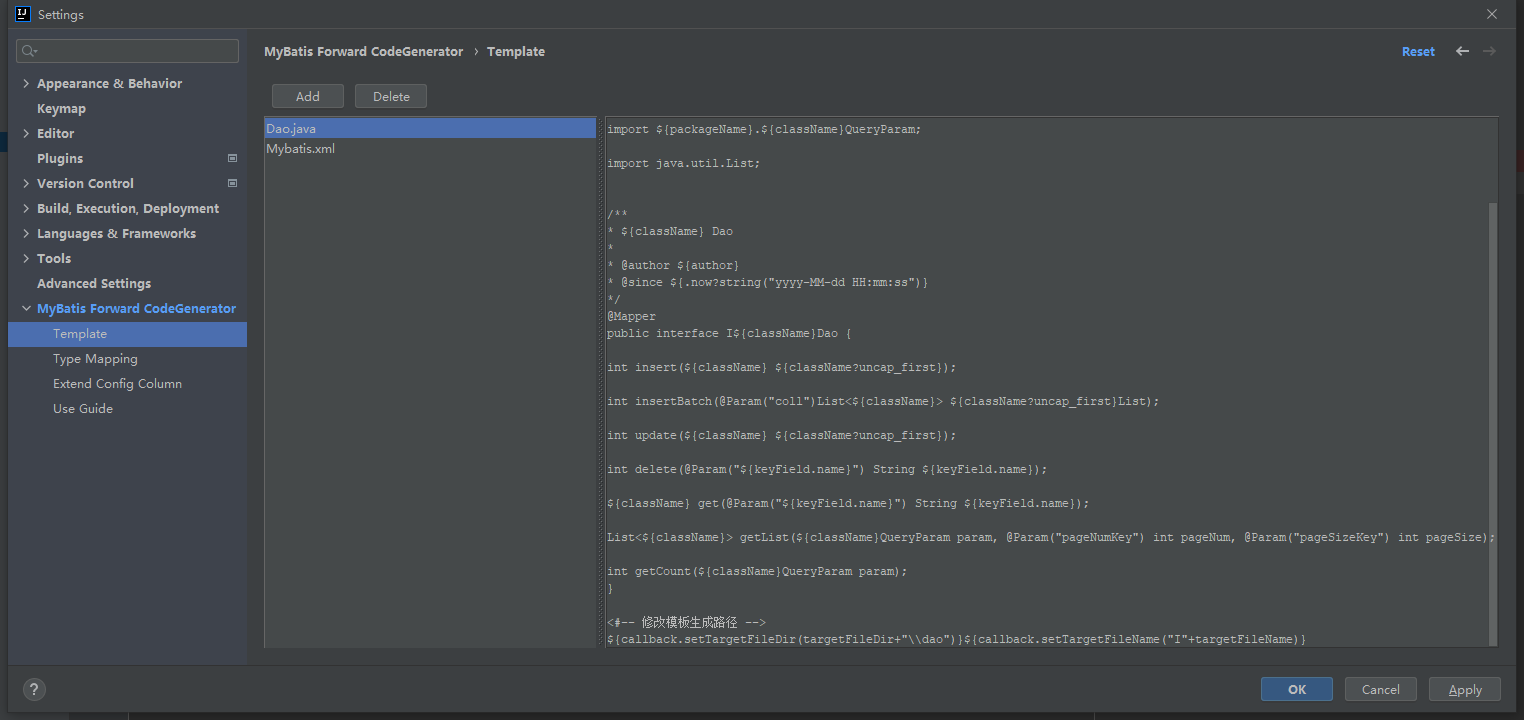 Settings
MyBatis Forward CodeGenerator › Template
Reset
Appearance & Behavior
Keymap
Editor
Plugins
Version Control
Build, Execution, Deployment
Languages & Frameworks
Tools
Advanced Settings
MyBatis Forward CodeGenerator
Template
Type Mapping
Extend Config Column
Use Guide
Add
Delete
Dao.java
Mybatis.xml
import ${packageName}.${className}QueryParam;
import java.util.List;
/**
* ${className} Dao
*
* @author ${author}
* @since ${.now?string("yyyy-MM-dd HH:mm:ss")}
*/
@Mapper
public interface I${className}Dao {
int insert(${className} ${className?uncap_first});
int insertBatch(@Param("coll")List<${className}> ${className?uncap_first}List);
int update(${className} ${className?uncap_first});
int delete(@Param("${keyField.name}") String ${keyField.name});
${className} get(@Param("${keyField.name}") String ${keyField.name});
List<${className}> getList(${className}QueryParam param, @Param("pageNumKey") int pageNum, @Param("pageSizeKey") int pageSize);
int getCount(${className}QueryParam param);
}
<#-- 修改模板生成路径 -->
${callback.setTargetFileDir(targetFileDir+"\\dao")}${callback.setTargetFileName("I"+targetFileName)}
?
OK
Cancel
Apply